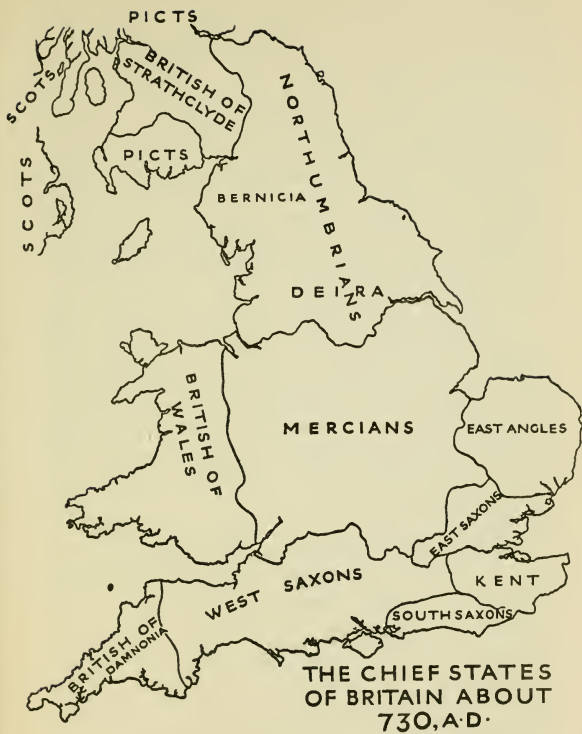 PICTS
BRITISH OF
STRATHCLYDE
SCOTS
SCOTS
PICTS
NORTHUMBRIANS
BERNICIA
DEIRA
BRITISH OF
WALES
MERCIANS
EAST ANGLES
EAST SAXONS
WEST SAXONS
KENT
SOUTH SAXONS
BRITISH OF
DAMNONIA
THE CHIEF STATES
OF BRITAIN ABOUT
730, A·D·